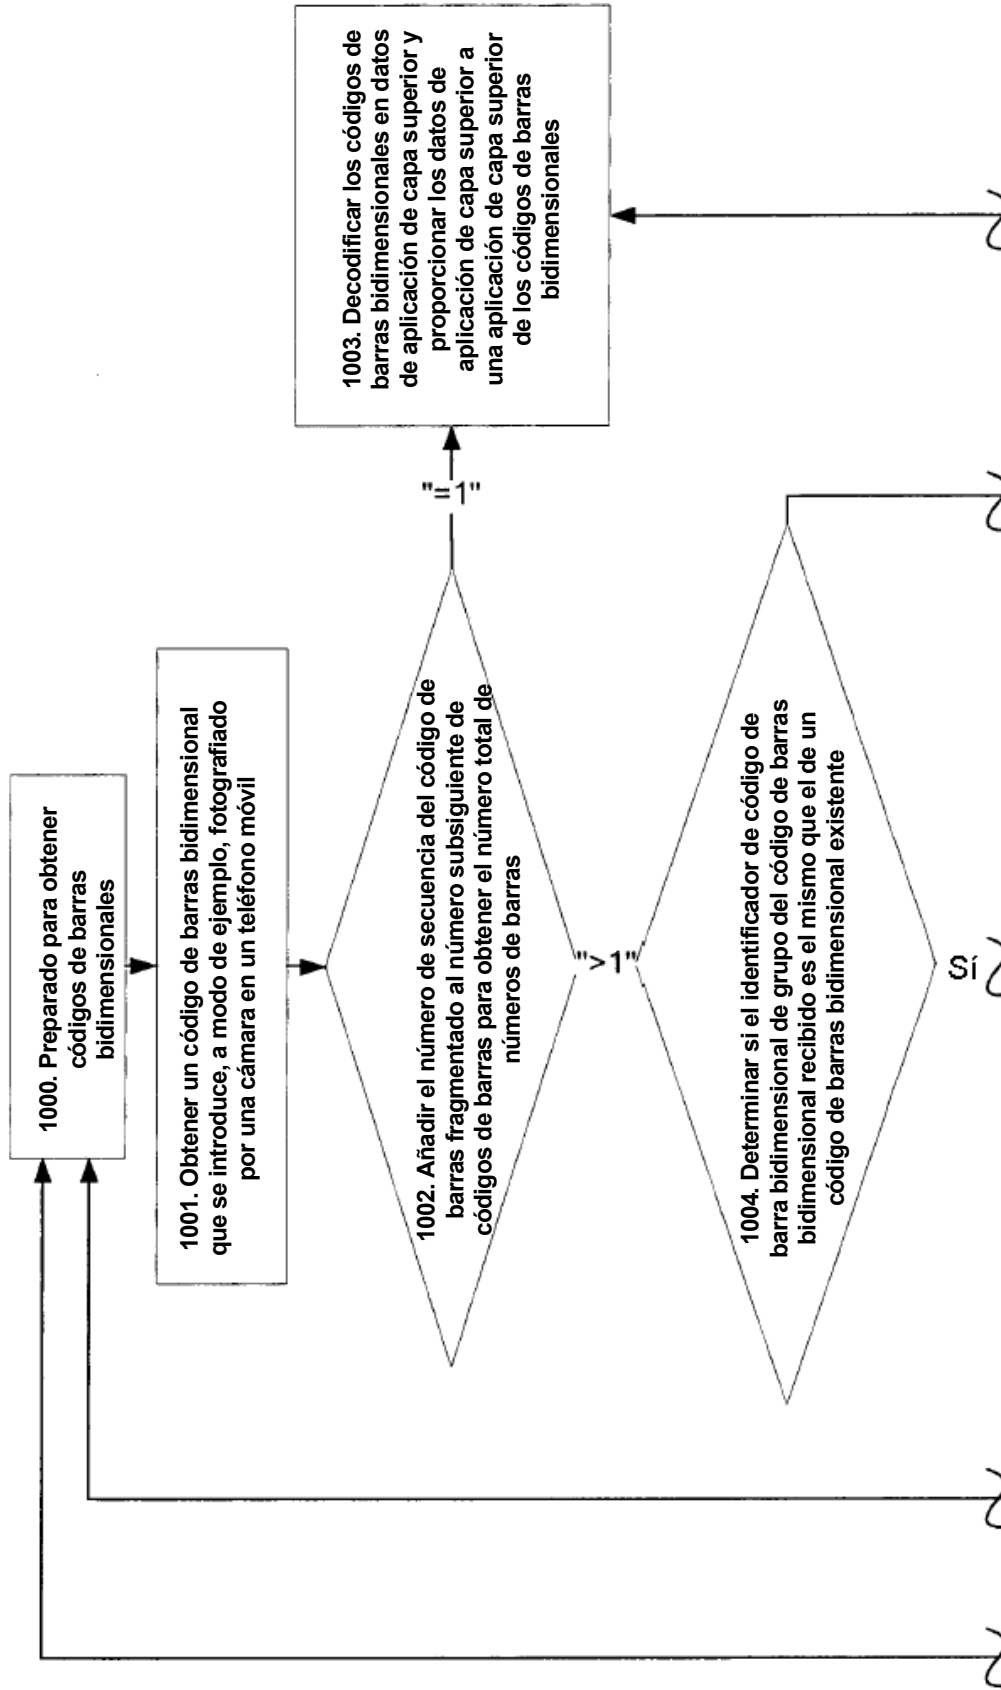 1000. Preparado para obtener
códigos de barras
bidimensionales
1001. Obtener un código de barras bidimensional
que se introduce, a modo de ejemplo, fotografiado
por una cámara en un teléfono móvil
1002. Añadir el número de secuencia del código de
barras fragmentado al número subsiguiente de
códigos de barras para obtener el número total de
números de barras
"=1"
1003. Decodificar los códigos de
barras bidimensionales en datos
de aplicación de capa superior y
proporcionar los datos de
aplicación de capa superior a
una aplicación de capa superior
de los códigos de barras
bidimensionales
">1"
1004. Determinar si el identificador de código de
barra bidimensional de grupo del código de barras
bidimensional recibido es el mismo que el de un
código de barras bidimensional existente
Sí